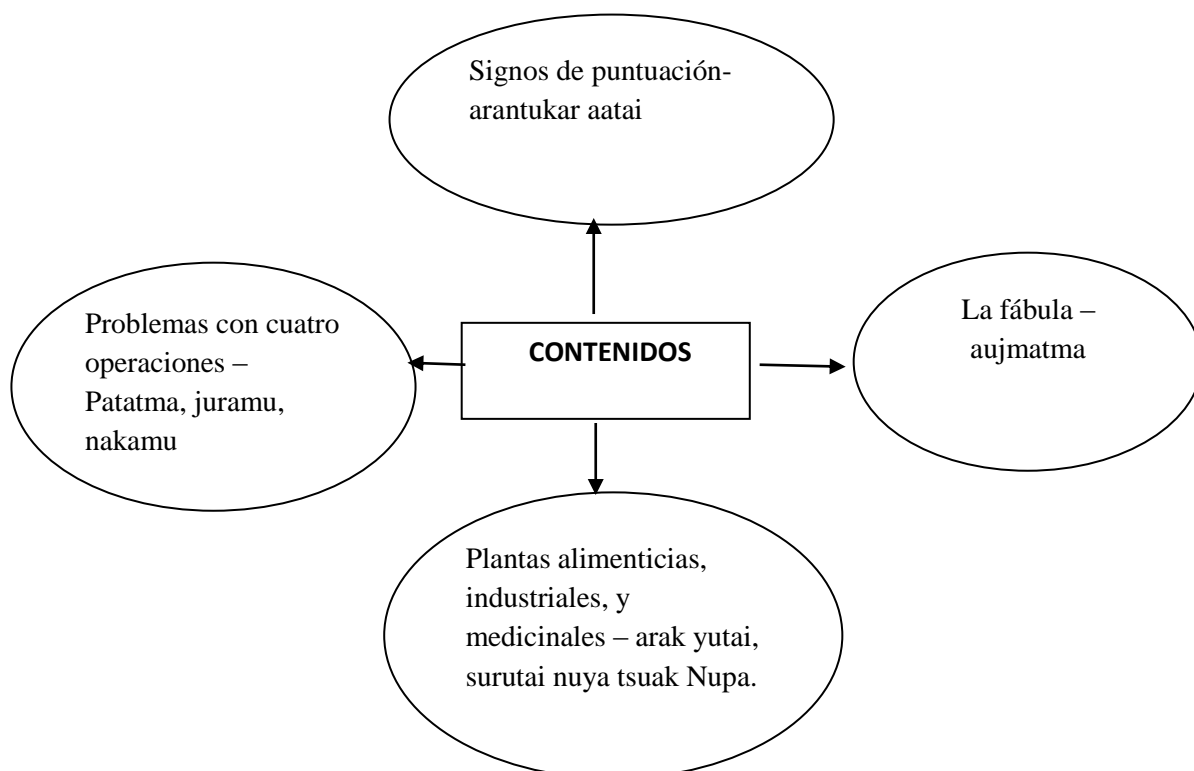 Signos de puntuación-
arantukar aatai
Problemas con cuatro
operaciones –
Patatma, juramu,
nakamu
CONTENIDOS
La fábula –
aujmatma
Plantas alimenticias,
industriales, y
medicinales – arak yutai,
surutai nuya tsuak Nupa.